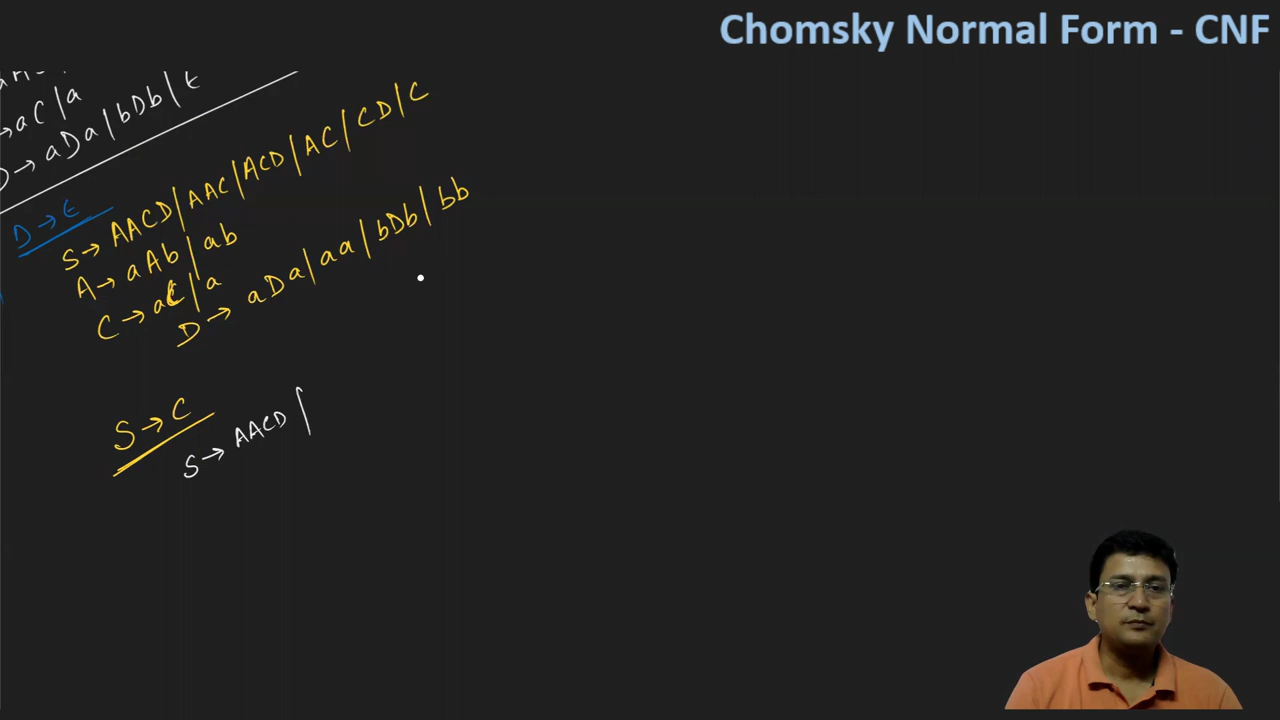 Chomsky Normal Form - CNF
→aC/a
D→aDa/bDb/ε
D→ε
S→AACD/AAC/ACD/AC/CD/C
A→aAb/ab
C→aC/a
D→aDa/aa/bDb/bb
S→C
S→AACD/